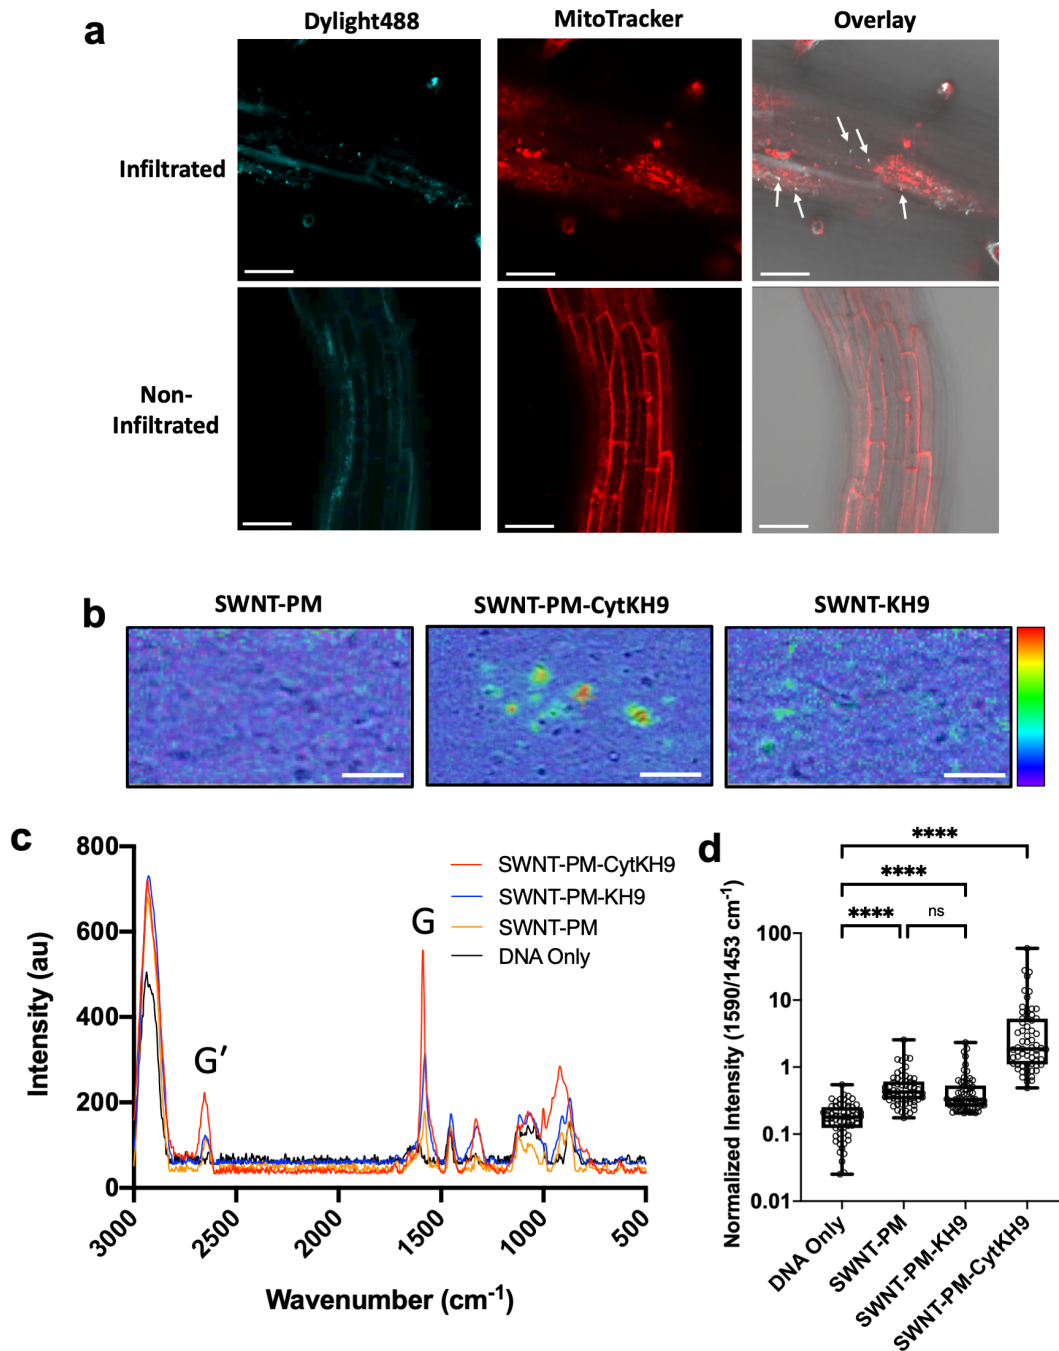 a
Dylight488
MitoTracker
Overlay
Infiltrated
Non-
Infiltrated
b
SWNT-PM
SWNT-PM-CytKH9
SWNT-KH9
c
800
600
400
200
0
Intensity (au)
3000
2500
2000
1500
1000
500
Wavenumber (cm⁻¹)
G′
G
SWNT-PM-CytKH9
SWNT-PM-KH9
SWNT-PM
DNA Only
d
****
****
****
ns
Normalized Intensity (1590/1453 cm⁻¹)
100
10
1
0.1
0.01
DNA Only
SWNT-PM
SWNT-PM-KH9
SWNT-PM-CytKH9